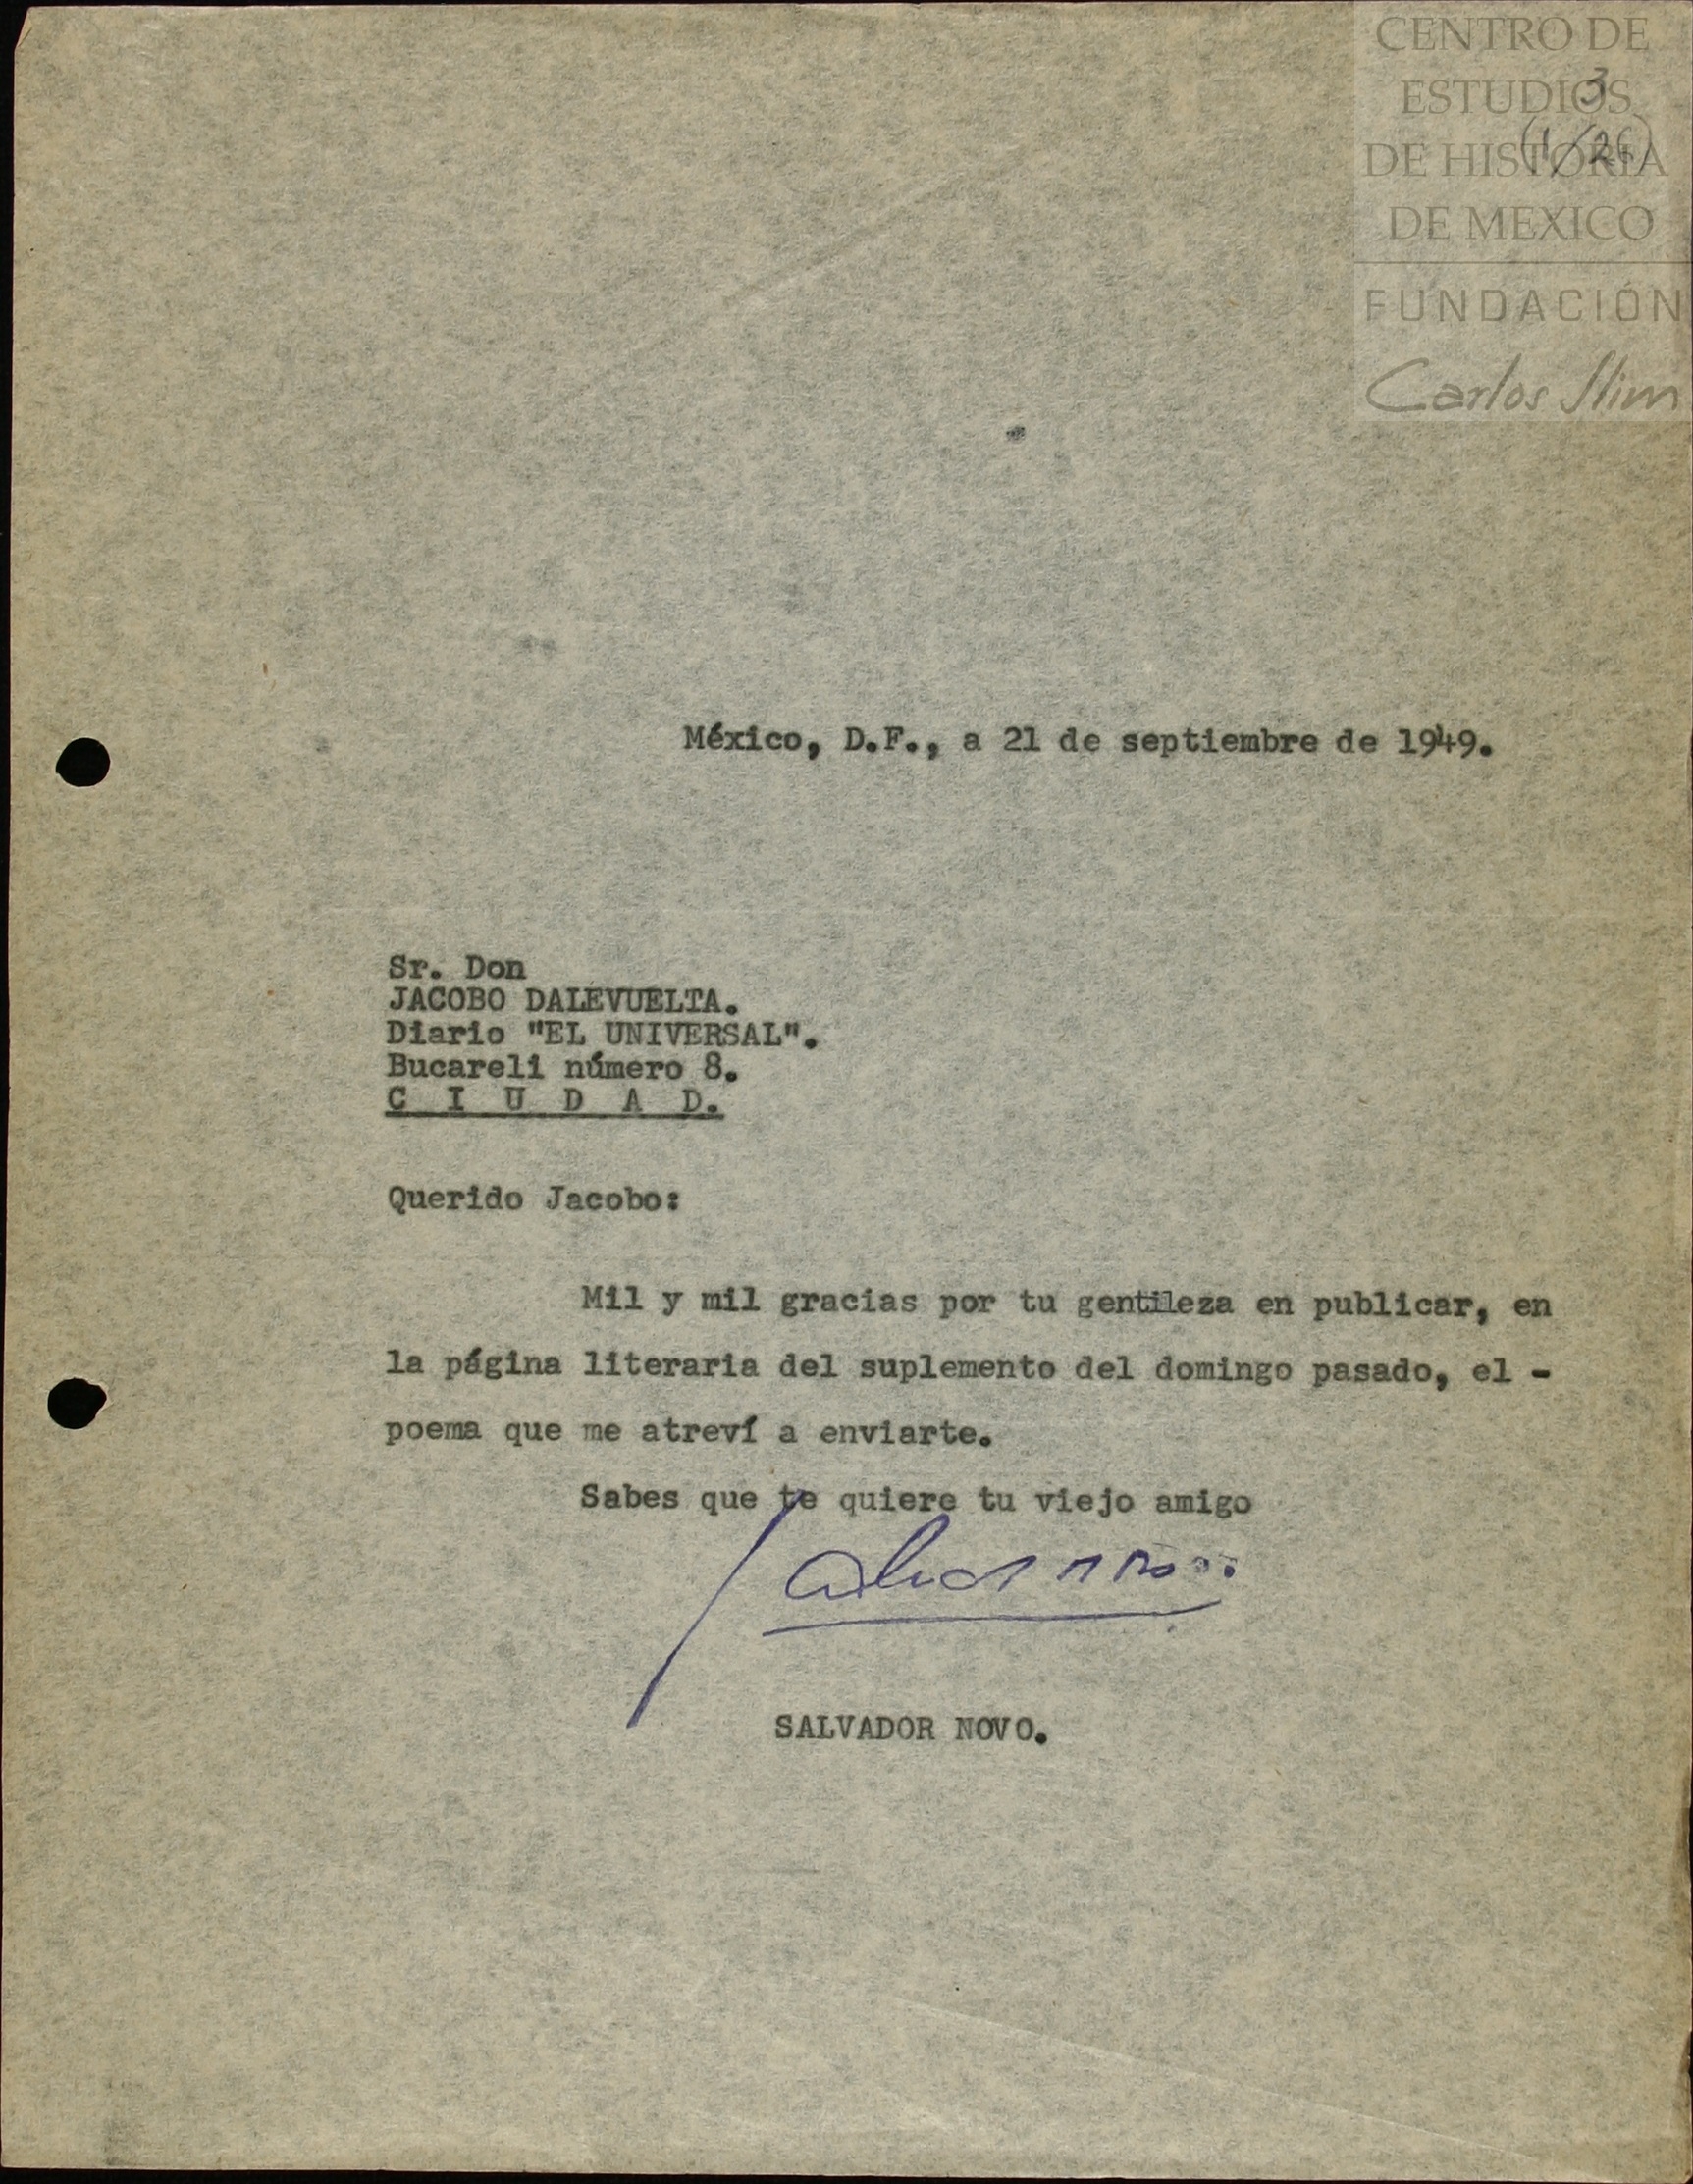 CENTRO DE
ESTUDIOS
DE HISTORIA
DE MEXICO
FUNDACIÓN
Carlos Slim
3
México, D.F., a 21 de septiembre de 1949.
Sr. Don
JACOBO DALEVUELTA.
Diario "EL UNIVERSAL".
Bucareli número 8.
C I U D A D.
Querido Jacobo:
Mil y mil gracias por tu gentileza en publicar, en
la página literaria del suplemento del domingo pasado, el -
poema que me atreví a enviarte.
Sabes que te quiere tu viejo amigo
SALVADOR NOVO.